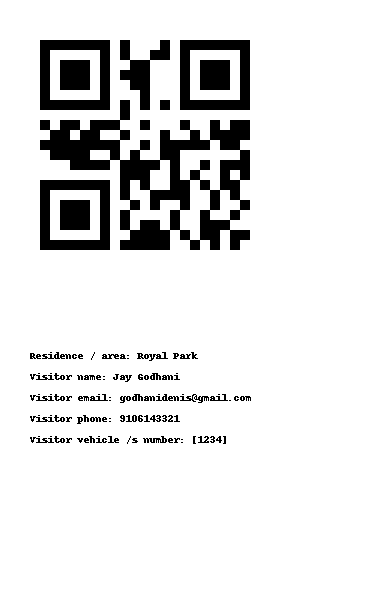 Residence / area: Royal Park
Visitor name: Jay Godhani
Visitor email: godhanidenis@gmail.com
Visitor phone: 9106143321
Visitor vehicle /s number: [1234]